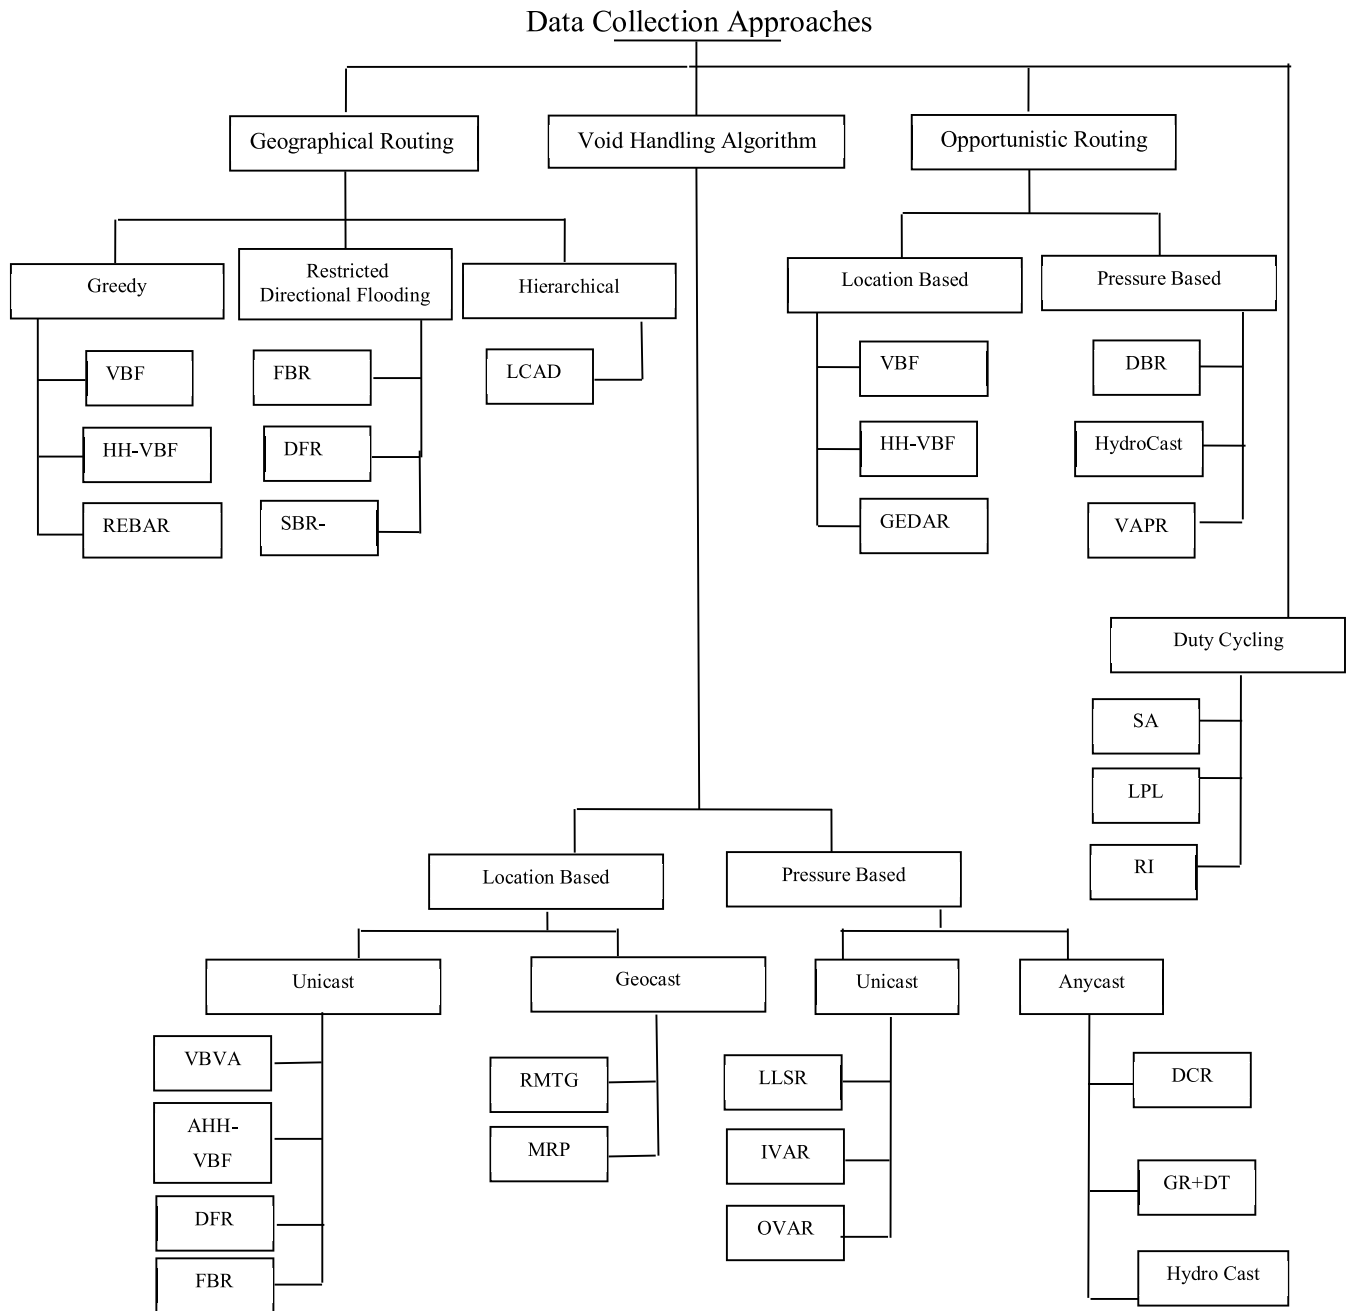 Data Collection Approaches
Geographical Routing
Void Handling Algorithm
Opportunistic Routing
Greedy
Restricted
Directional Flooding
Hierarchical
Location Based
Pressure Based
VBF
FBR
LCAD
VBF
DBR
HH-VBF
DFR
HH-VBF
HydroCast
REBAR
SBR-
GEDAR
VAPR
Duty Cycling
SA
LPL
RI
Location Based
Pressure Based
Unicast
Geocast
Unicast
Anycast
VBVA
RMTG
LLSR
DCR
AHH-
VBF
MRP
IVAR
GR+DT
DFR
OVAR
FBR
Hydro Cast